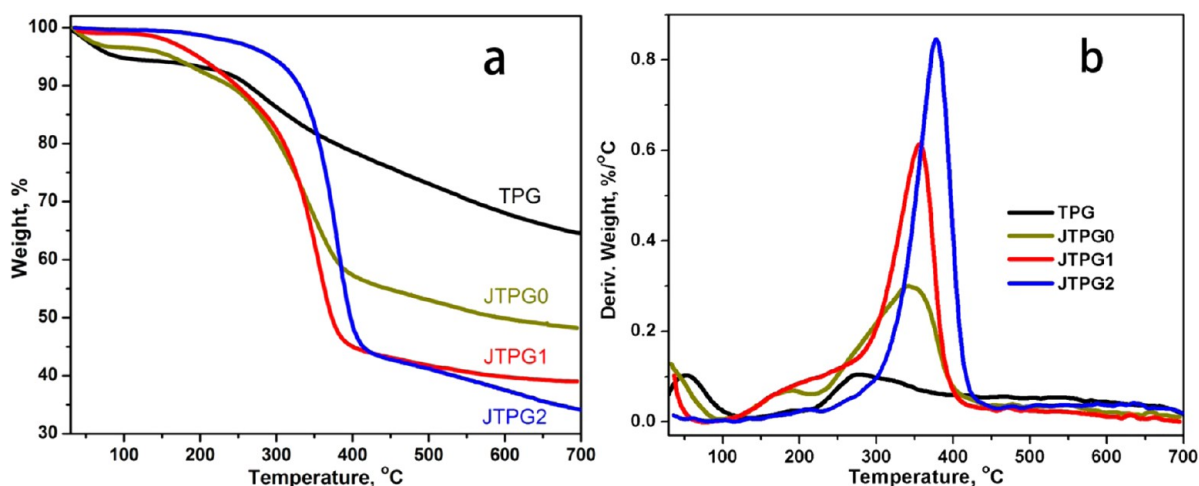 a
Weight, %
100
90
80
70
60
50
40
30
TPG
JTPG0
JTPG1
JTPG2
100 200 300 400 500 600 700
Temperature, °C
b
Deriv. Weight, %/°C
0.8
0.6
0.4
0.2
0.0
TPG
JTPG0
JTPG1
JTPG2
100 200 300 400 500 600 700
Temperature, °C